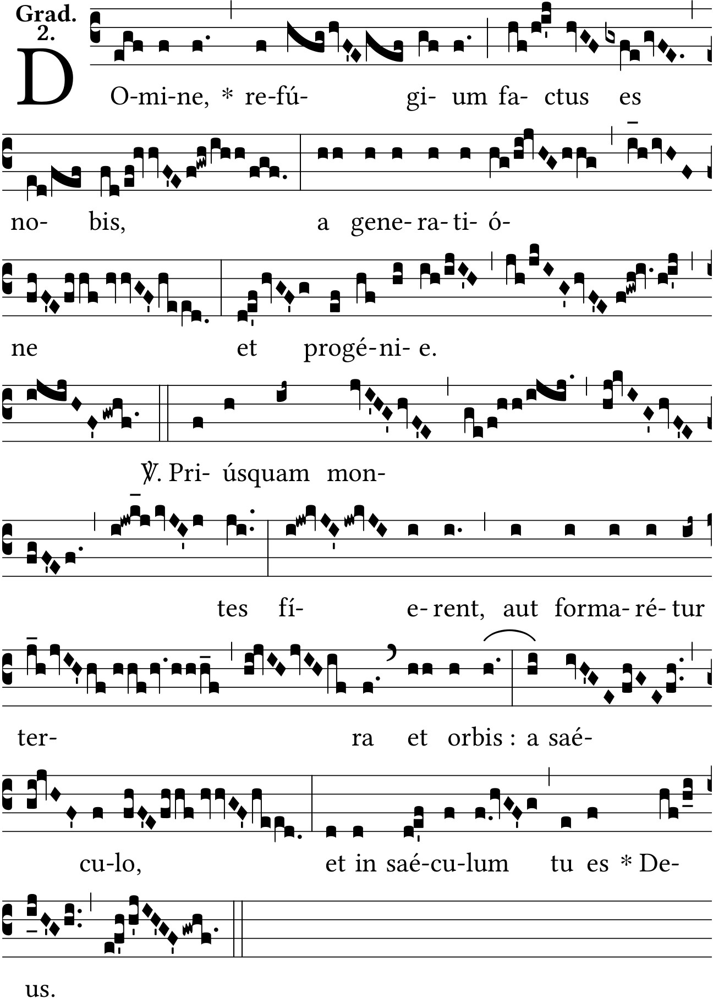 Grad.
2.
DO-mi-ne, * re-fú- gi- um fa- ctus es
no- bis, a gene- ra- ti- ó-
ne et progé-ni- e.
℣. Pri- úsquam mon-
tes fí- e- rent, aut forma- ré- tur
ter- ra et orbis : a saé-
cu-lo, et in saé-cu-lum tu es * De-
us.